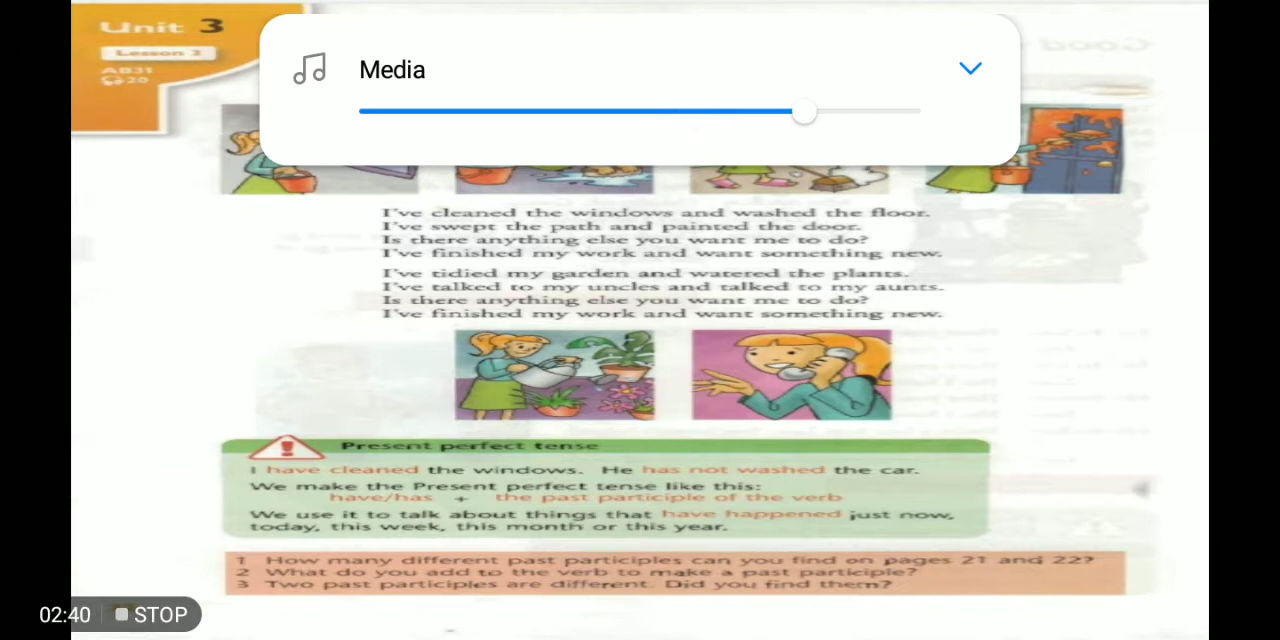 Unit 3
Lesson 3
AB31
20
Media
I've cleaned the windows and washed the floor.
I've swept the path and painted the door.
Is there anything else you want me to do?
I've finished my work and want something new.
I've tidied my garden and watered the plants.
I've talked to my uncles and talked to my aunts.
Is there anything else you want me to do?
I've finished my work and want something new.
Present perfect tense
I have cleaned the windows. He has not washed the car.
We make the Present perfect tense like this:
have/has + the past participle of the verb
We use it to talk about things that have happened just now,
today, this week, this month or this year.
1 How many different past participles can you find on pages 21 and 22?
2 What do you add to the verb to make a past participle?
3 Two past participles are different. Did you find them?
02:40 STOP